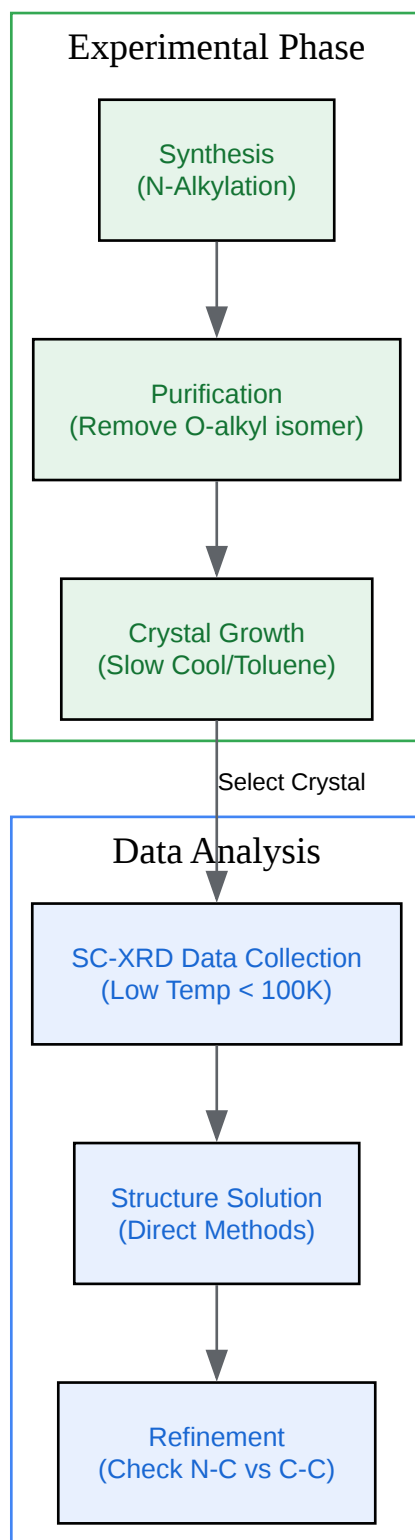 Experimental Phase
Synthesis
(N-Alkylation)
Purification
(Remove O-alkyl isomer)
Crystal Growth
(Slow Cool/Toluene)
Select Crystal
Data Analysis
SC-XRD Data Collection
(Low Temp < 100K)
Structure Solution
(Direct Methods)
Refinement
(Check N-C vs C-C)